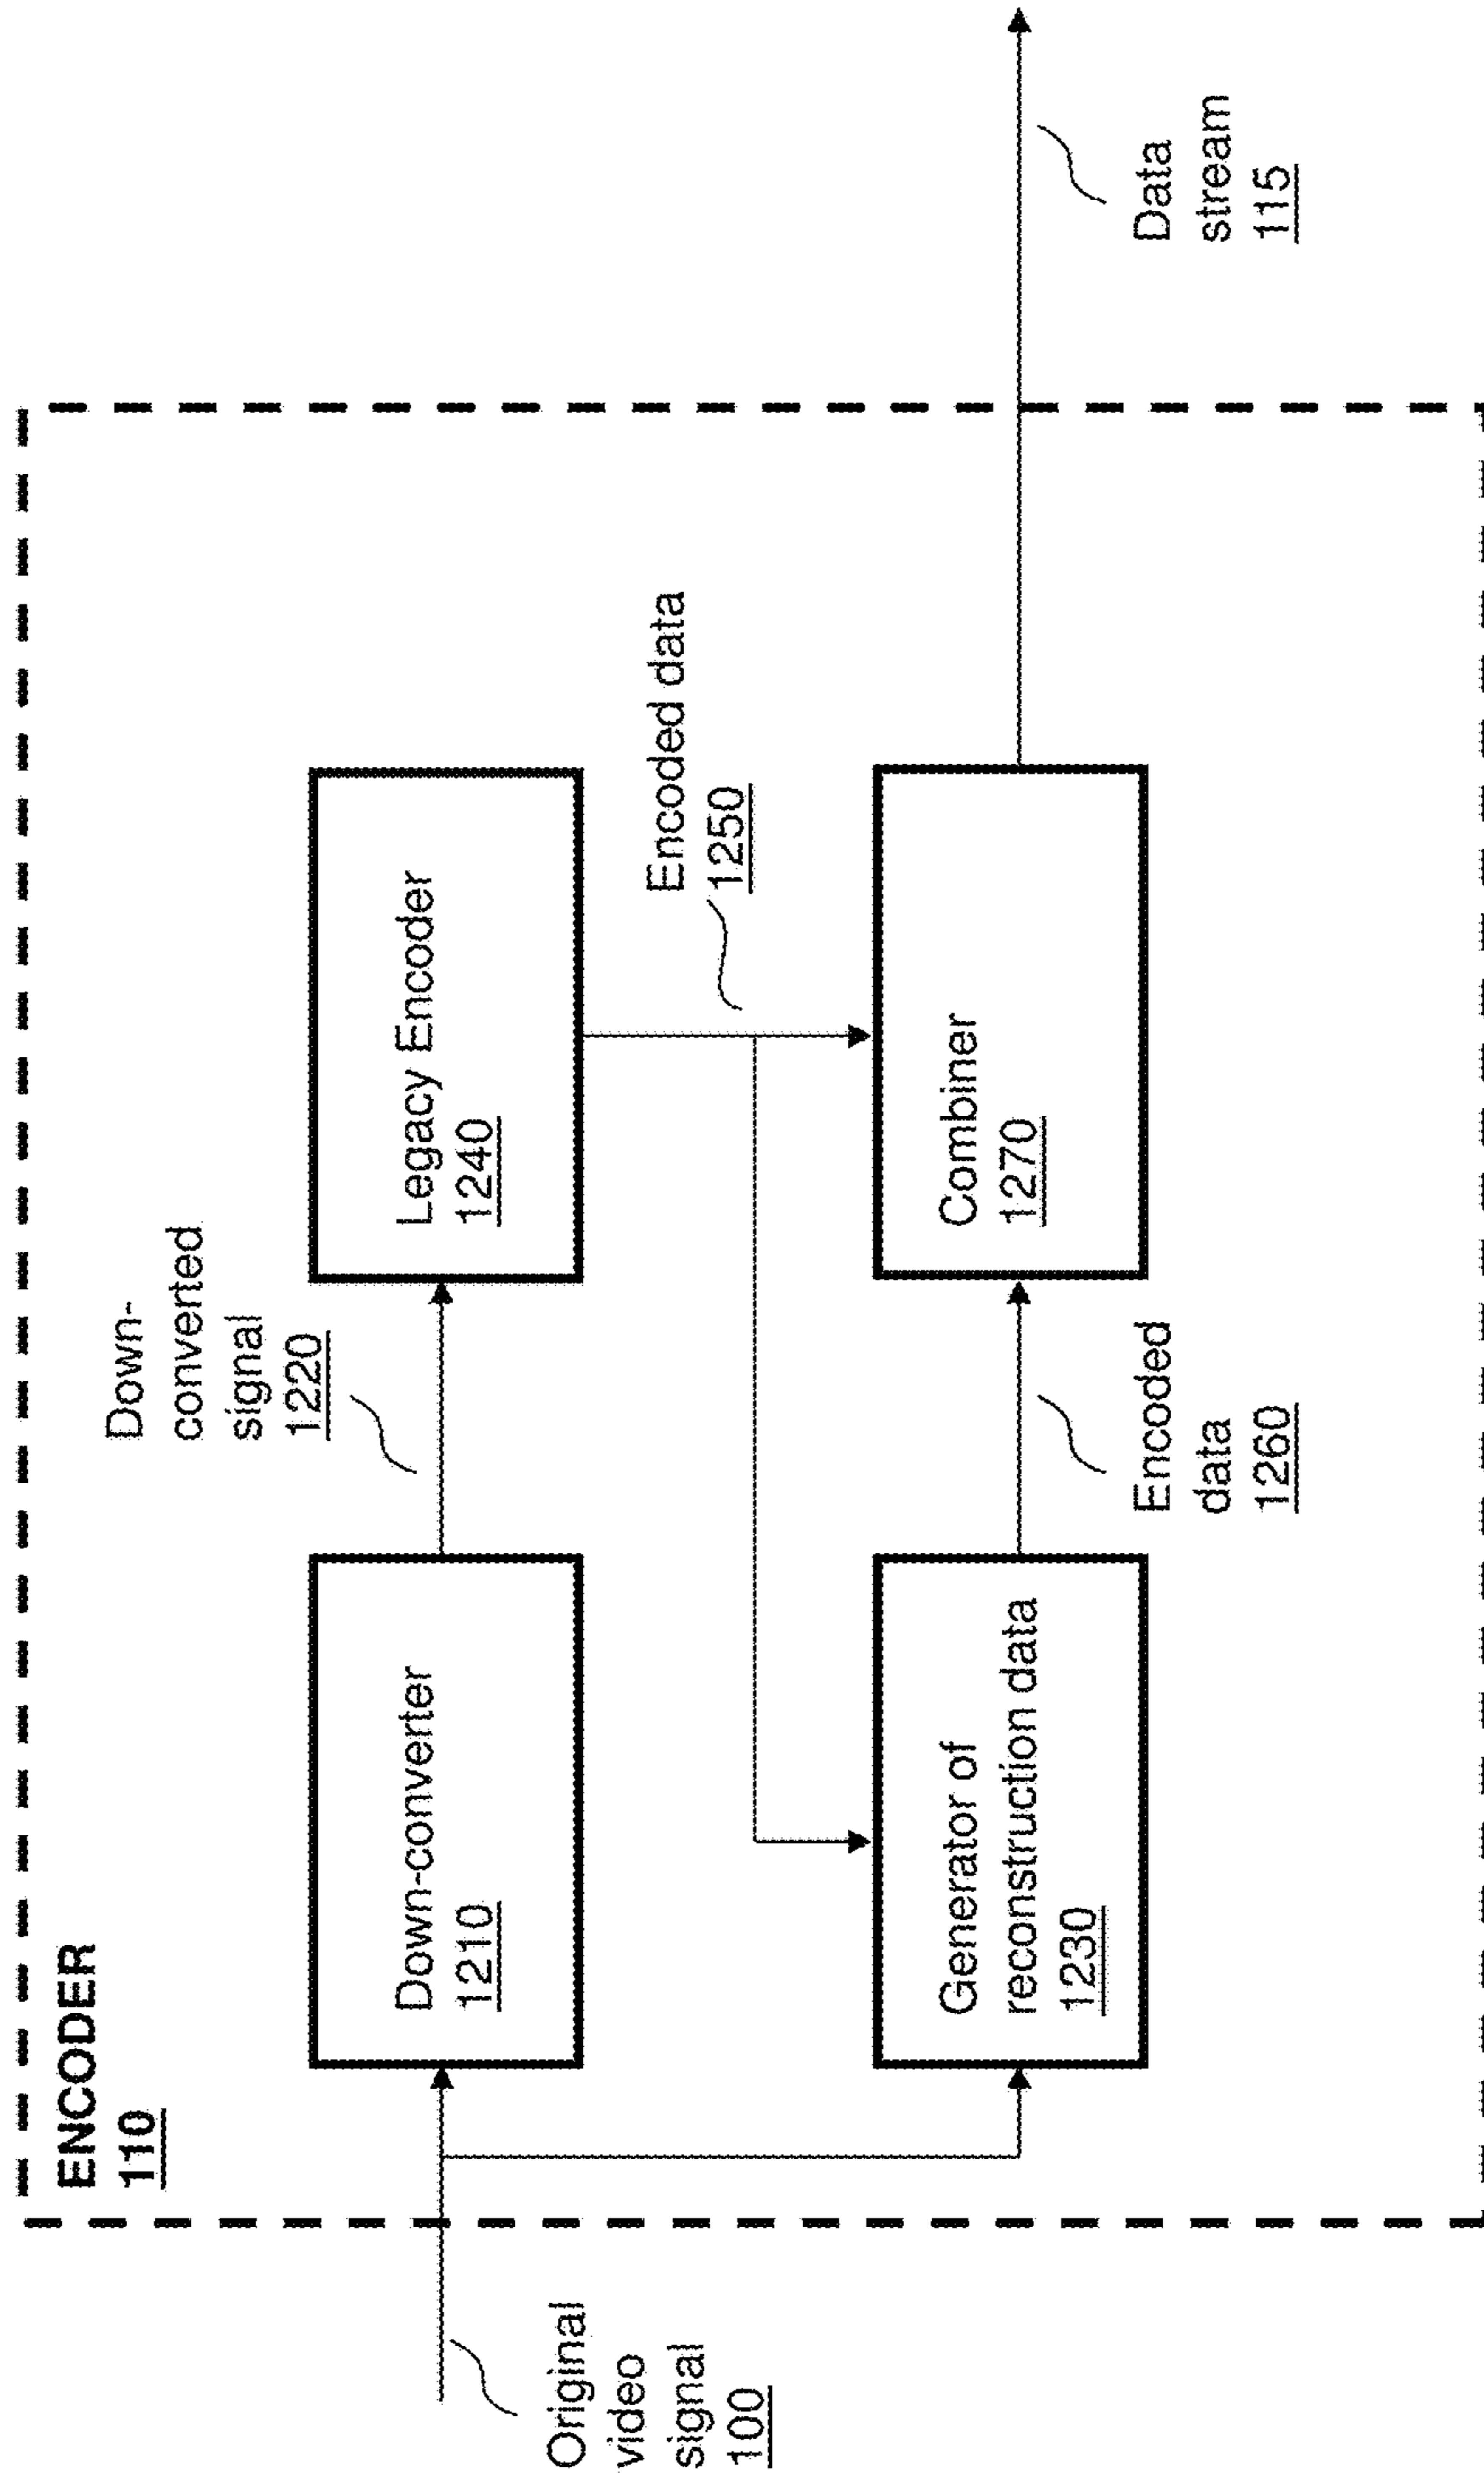 ENCODER
110
Original
video
signal
100
Down-converter
1210
Down-
converted
signal
1220
Legacy Encoder
1240
Encoded data
1250
Generator of
reconstruction data
1230
Encoded
data
1260
Combiner
1270
Data
stream
115